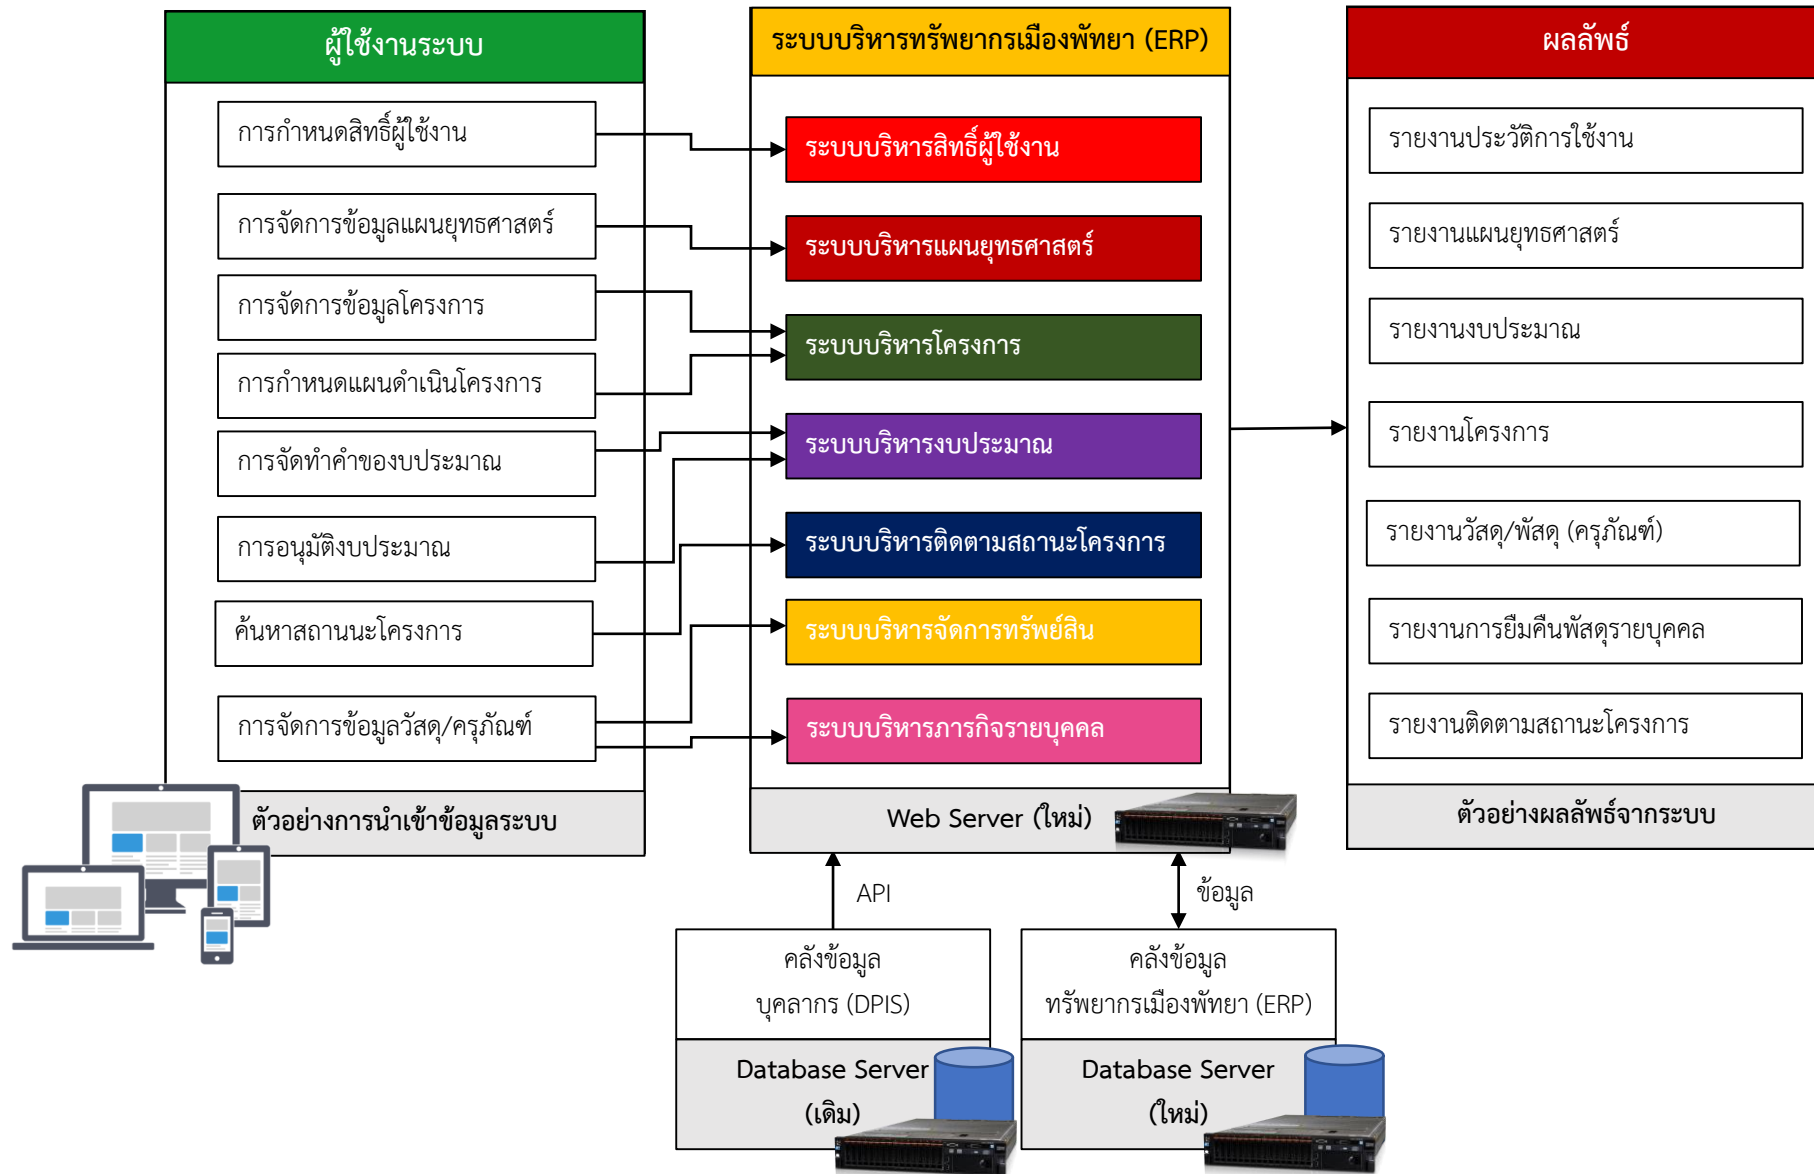 ผู้ใช้งานระบบ
การกำหนดสิทธิ์ผู้ใช้งาน
การจัดการข้อมูลแผนยุทธศาสตร์
การจัดการข้อมูลโครงการ
การกำหนดแผนดำเนินโครงการ
การจัดทำคำของบประมาณ
การอนุมัติงบประมาณ
ค้นหาสถานนะโครงการ
การจัดการข้อมูลวัสดุ/ครุภัณฑ์
ตัวอย่างการนำเข้าข้อมูลระบบ
ระบบบริหารทรัพยากรเมืองพัทยา (ERP)
ระบบบริหารสิทธิ์ผู้ใช้งาน
ระบบบริหารแผนยุทธศาสตร์
ระบบบริหารโครงการ
ระบบบริหารงบประมาณ
ระบบบริหารติดตามสถานะโครงการ
ระบบบริหารจัดการทรัพย์สิน
ระบบบริหารภารกิจรายบุคคล
Web Server (ใหม่)
ผลลัพธ์
รายงานประวัติการใช้งาน
รายงานแผนยุทธศาสตร์
รายงานงบประมาณ
รายงานโครงการ
รายงานวัสดุ/พัสดุ (ครุภัณฑ์)
รายงานการยืมคืนพัสดุรายบุคคล
รายงานติดตามสถานะโครงการ
ตัวอย่างผลลัพธ์จากระบบ
API
ข้อมูล
คลังข้อมูล
บุคลากร (DPIS)
Database Server
(เดิม)
คลังข้อมูล
ทรัพยากรเมืองพัทยา (ERP)
Database Server
(ใหม่)